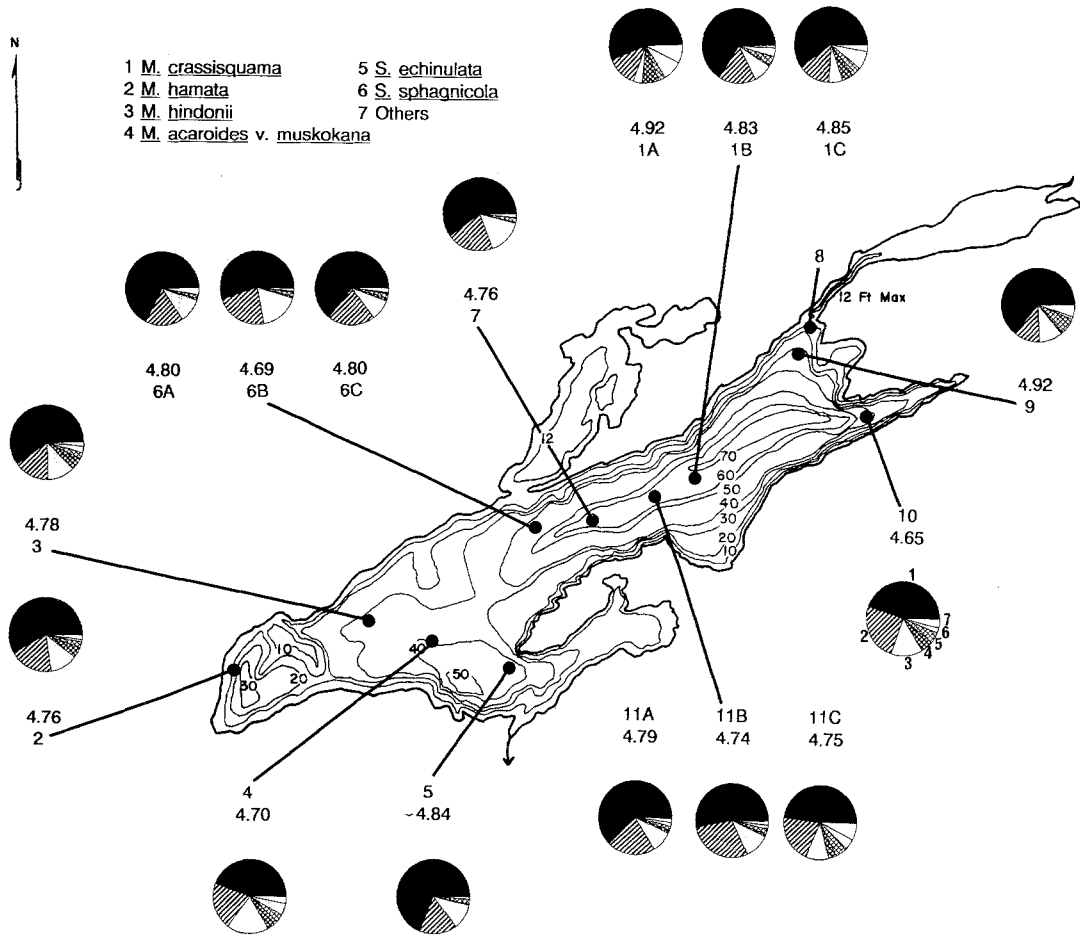 N
1 M. crassisquama
2 M. hamata
3 M. hindonii
4 M. acaroides v. muskokana
5 S. echinulata
6 S. sphagnicola
7 Others
4.92
1A
4.83
1B
4.85
1C
4.76
7
4.80
6A
4.69
6B
4.80
6C
8
12 Ft Max
4.92
9
4.78
3
12
70
60
50
40
30
20
10
10
4.65
1
2
3
4
5
6
7
4.76
2
10
20
30
40
50
4
4.70
5
~4.84
11A
4.79
11B
4.74
11C
4.75